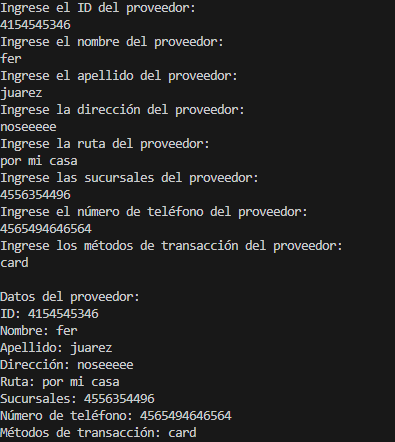 Ingrese el ID del proveedor:
4154545346
Ingrese el nombre del proveedor:
fer
Ingrese el apellido del proveedor:
juarez
Ingrese la dirección del proveedor:
noseeeee
Ingrese la ruta del proveedor:
por mi casa
Ingrese las sucursales del proveedor:
4556354496
Ingrese el número de teléfono del proveedor:
4565494646564
Ingrese los métodos de transacción del proveedor:
card

Datos del proveedor:
ID: 4154545346
Nombre: fer
Apellido: juarez
Dirección: noseeeee
Ruta: por mi casa
Sucursales: 4556354496
Número de teléfono: 4565494646564
Métodos de transacción: card